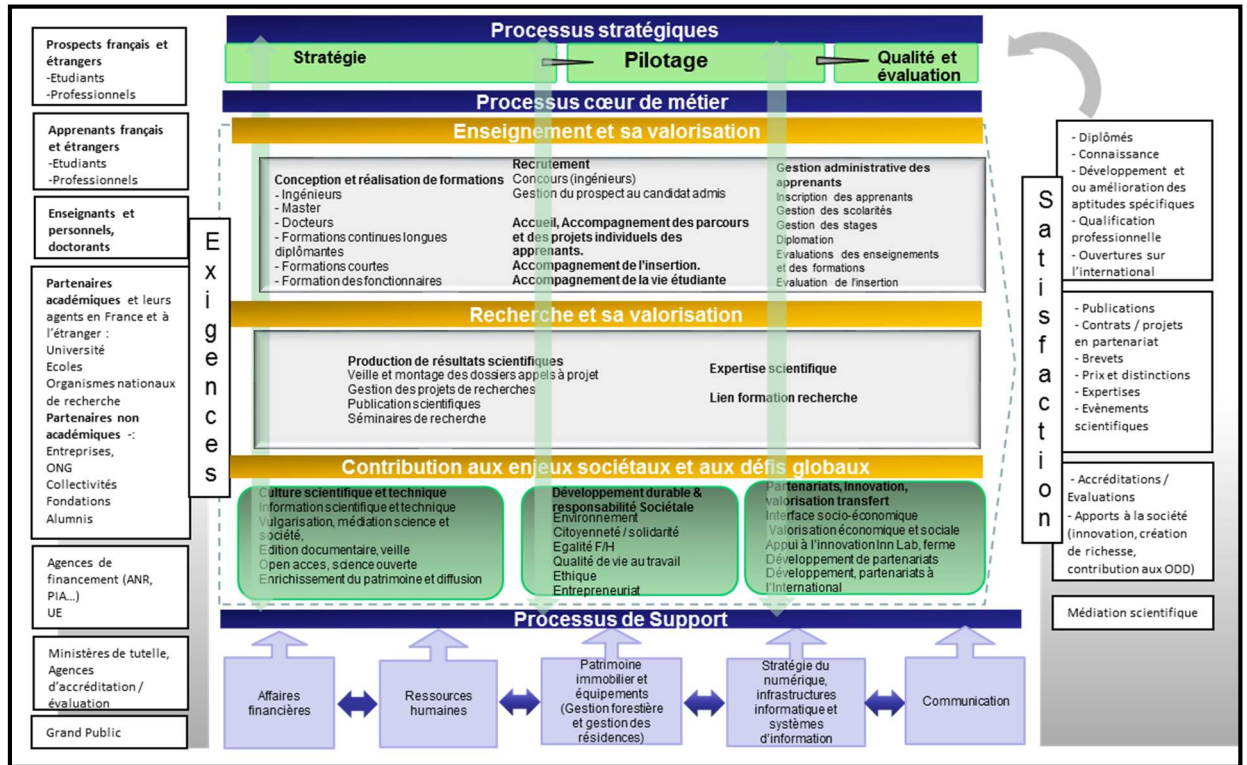 Processus stratégiques
Stratégie
Pilotage
Qualité et
évaluation
Prospects français et
étrangers
-Etudiants
-Professionnels
Apprenants français
et étrangers
-Etudiants
-Professionnels
Enseignants et
personnels,
doctorants
Partenaires
académiques et leurs
agents en France et à
l'étranger :
Université
Ecoles
Organismes nationaux
de recherche
Partenaires non
académiques -:
Entreprises,
ONG
Collectivités
Fondations
Alumnis
Agences de
financement (ANR,
PIA...)
UE
Ministères de tutelle,
Agences
d'accréditation /
évaluation
Grand Public
Exigences
Processus cœur de métier
Enseignement et sa valorisation
Conception et réalisation de formations
- Ingénieurs
- Master
- Docteurs
- Formations continues longues
diplômantes
- Formations courtes
- Formation des fonctionnaires
Recrutement
Concours (ingénieurs)
Gestion du prospect au candidat admis
Accueil, Accompagnement des parcours
et des projets individuels des
apprenants.
Accompagnement de l'insertion.
Accompagnement de la vie étudiante
Gestion administrative des
apprenants
Inscription des apprenants
Gestion des scolarités
Gestion des stages
Diplomation
Evaluations des enseignements
et des formations
Evaluation de l'insertion
Recherche et sa valorisation
Production de résultats scientifiques
Veille et montage des dossiers appels à projet
Gestion des projets de recherches
Publication scientifiques
Séminaires de recherche
Expertise scientifique
Lien formation recherche
Contribution aux enjeux sociétaux et aux défis globaux
Culture scientifique et technique
Information scientifique et technique
Vulgarisation, médiation science et
société,
Edition documentaire, veille
Open acces, science ouverte
Enrichissement du patrimoine et diffusion
Développement durable &
responsabilité Sociétale
Environnement
Citoyenneté / solidarité
Egalité F/H
Qualité de vie au travail
Ethique
Entrepreneuriat
Partenariats, Innovation,
valorisation transfert
Interface socio-économique
Valorisation économique et sociale
Appui à l'innovation Inn Lab, ferme
Développement de partenariats
Développement, partenariats à
l'International
Processus de Support
Affaires
financières
Ressources
humaines
Patrimoine
immobilier et
équipements
(Gestion forestière
et gestion des
résidences)
Stratégie du
numérique,
infrastructures
informatique et
systèmes
d'information
Communication
Satisfaction
- Diplômés
- Connaissance
- Développement et
ou amélioration des
aptitudes spécifiques
- Qualification
professionnelle
- Ouvertures sur
l'international
- Publications
- Contrats / projets
en partenariat
- Brevets
- Prix et distinctions
- Expertises
- Evènements
scientifiques
- Accréditations /
Evaluations
- Apports à la société
(innovation, création
de richesse,
contribution aux ODD)
Médiation scientifique